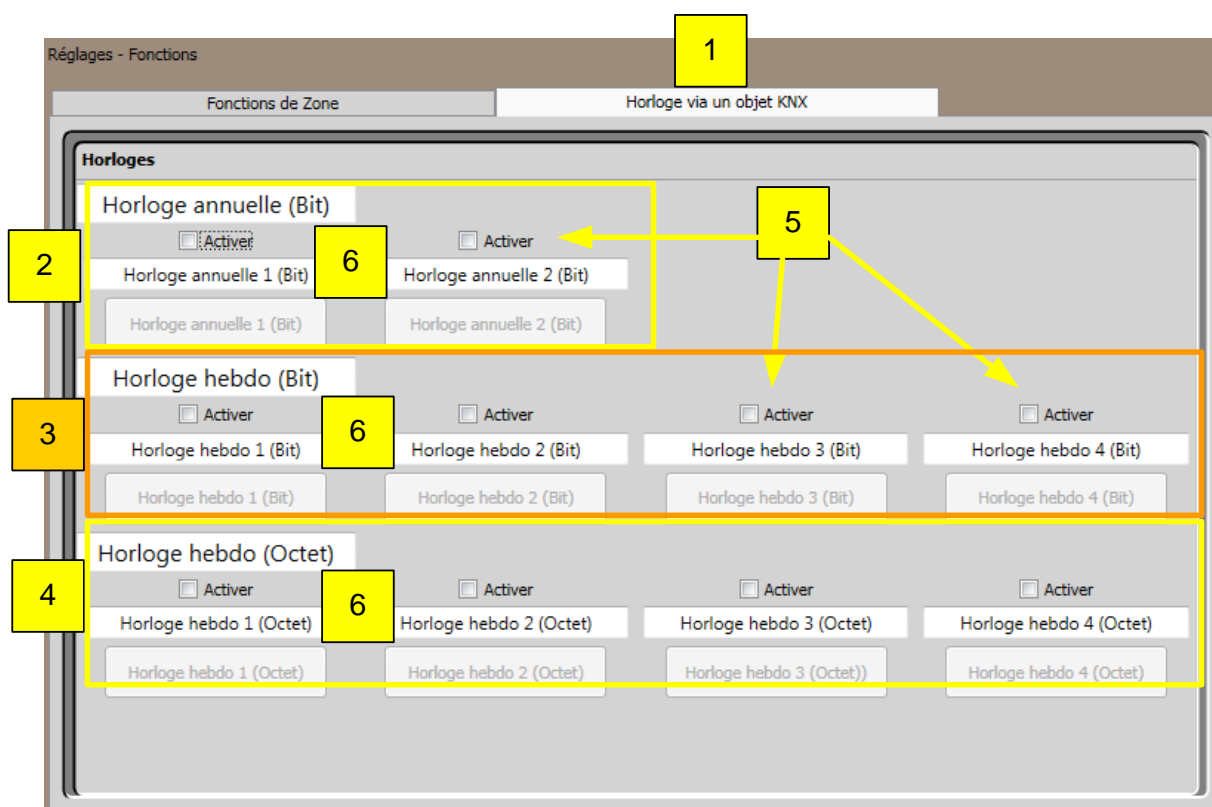 1
Réglages - Fonctions
Fonctions de Zone Horloge via un objet KNX
Horloges
Horloge annuelle (Bit)
5
2 Activer 6 Activer
Horloge annuelle 1 (Bit) Horloge annuelle 2 (Bit)
Horloge annuelle 1 (Bit) Horloge annuelle 2 (Bit)
Horloge hebdo (Bit)
3 Activer 6 Activer Activer Activer
Horloge hebdo 1 (Bit) Horloge hebdo 2 (Bit) Horloge hebdo 3 (Bit) Horloge hebdo 4 (Bit)
Horloge hebdo 1 (Bit) Horloge hebdo 2 (Bit) Horloge hebdo 3 (Bit) Horloge hebdo 4 (Bit)
Horloge hebdo (Octet)
4 Activer 6 Activer Activer Activer
Horloge hebdo 1 (Octet) Horloge hebdo 2 (Octet) Horloge hebdo 3 (Octet) Horloge hebdo 4 (Octet)
Horloge hebdo 1 (Octet) Horloge hebdo 2 (Octet) Horloge hebdo 3 (Octet)) Horloge hebdo 4 (Octet)